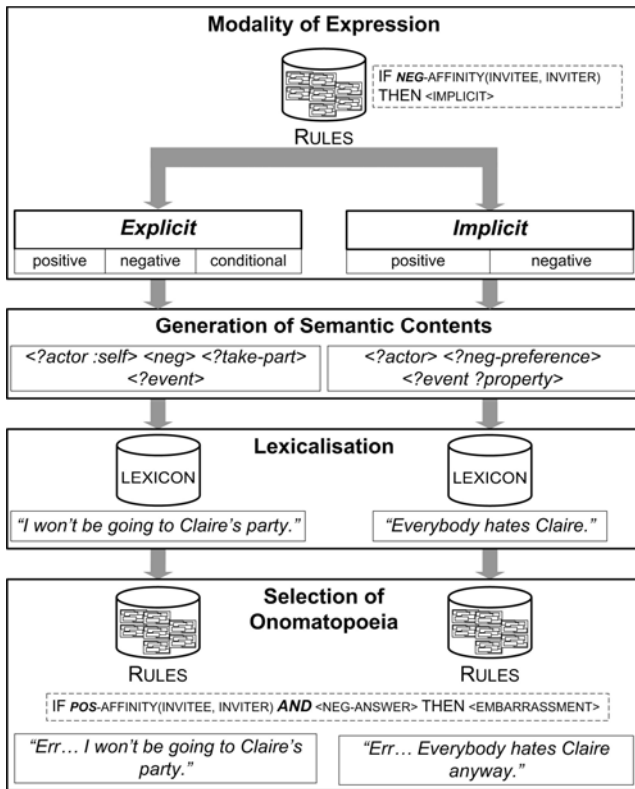 Modality of Expression
IF NEG-AFFINITY(INVITEE, INVITER)
THEN <IMPLICIT>
RULES
Explicit
Implicit
positive
negative
conditional
positive
negative
Generation of Semantic Contents
<?actor :self> <neg> <?take-part>
<?event>
<?actor> <?neg-preference>
<?event ?property>
Lexicalisation
LEXICON
LEXICON
“I won’t be going to Claire’s party.”
“Everybody hates Claire.”
Selection of
Onomatopoeia
RULES
RULES
IF POS-AFFINITY(INVITEE, INVITER) AND <NEG-ANSWER> THEN <EMBARRASSMENT>
“Err… I won’t be going to Claire’s
party.”
“Err… Everybody hates Claire
anyway.”